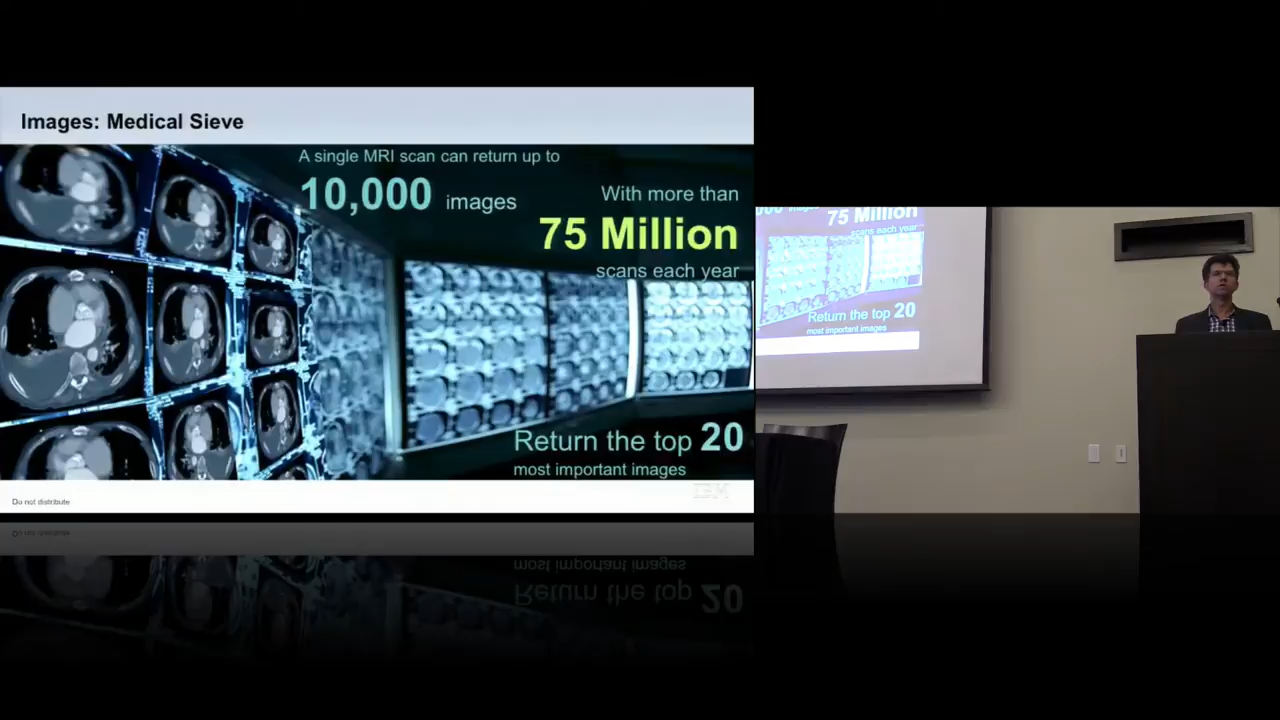 Images: Medical Sieve
A single MRI scan can return up to
10,000 images
With more than
75 Million
scans each year
Return the top 20
most important images
Do not distribute
IBM
75 Million
scans each year
Return the top 20
most important images